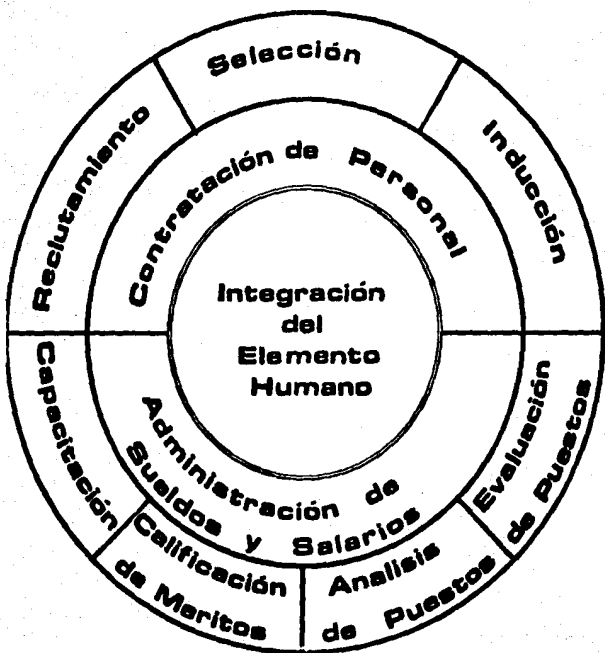 Selección
Reclutamiento
Inducción
Contratación de Personal
Integración
del
Elemento
Humano
Administración de
Sueldos y Salarios
Capacitación
Calificación
de Meritos
Analisis
de Puestos
Evaluación
de Puestos